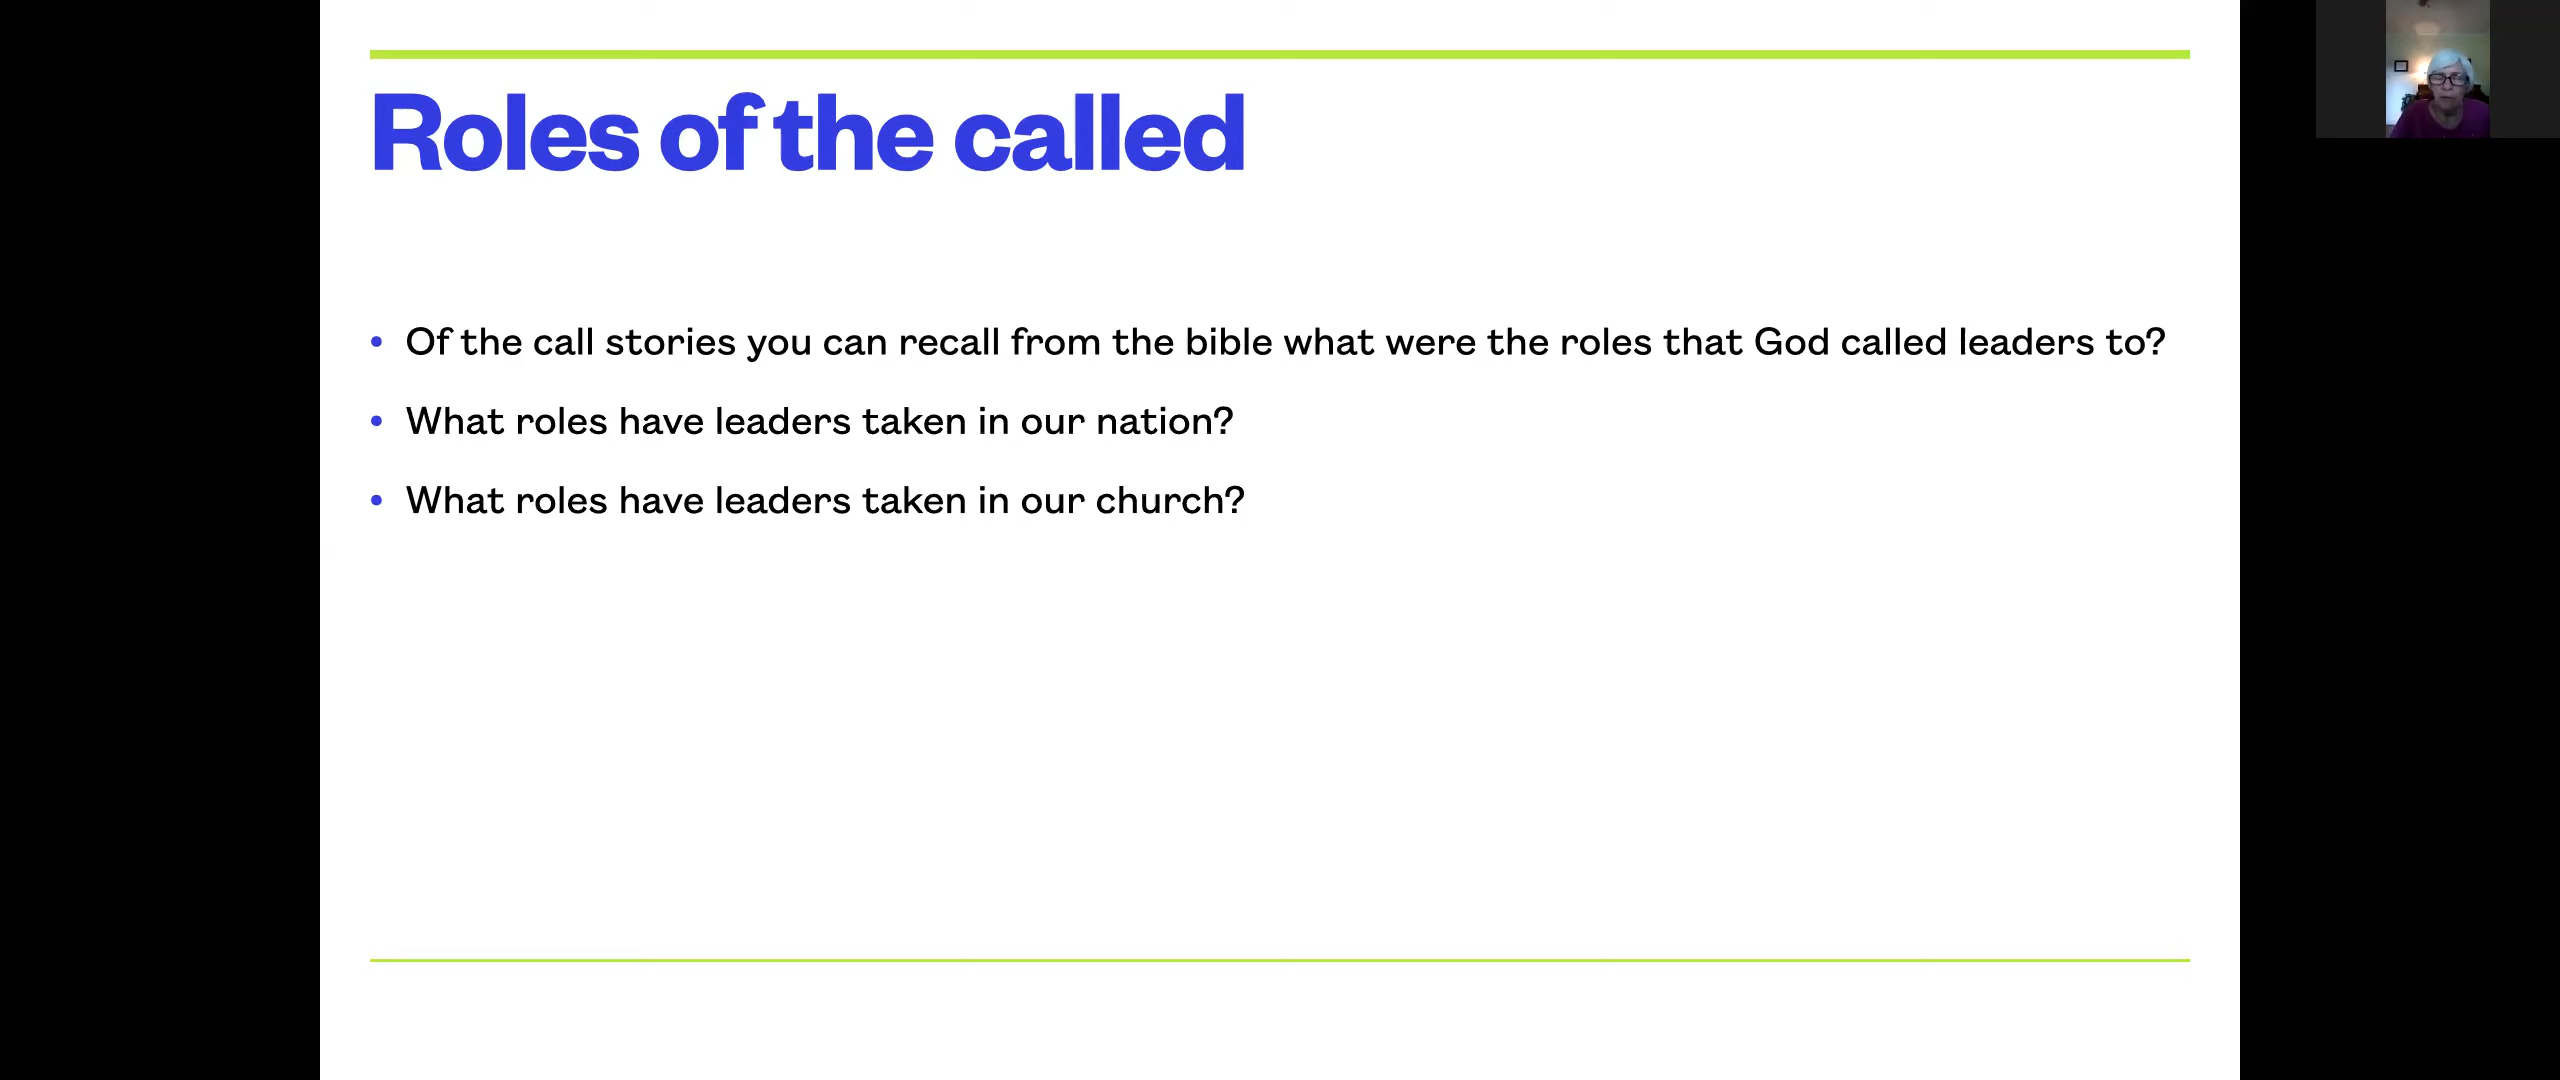 Roles of the called
• Of the call stories you can recall from the bible what were the roles that God called leaders to?
• What roles have leaders taken in our nation?
• What roles have leaders taken in our church?